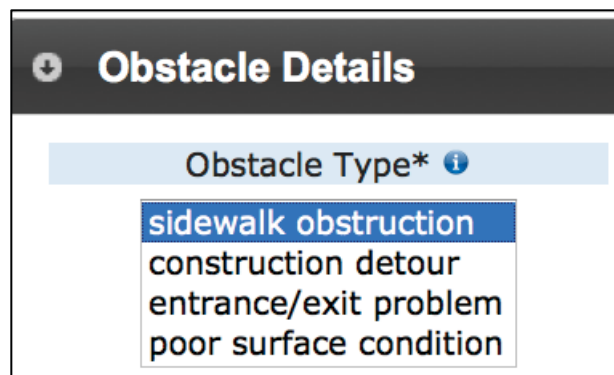 Obstacle Details
Obstacle Type*
sidewalk obstruction
construction detour
entrance/exit problem
poor surface condition